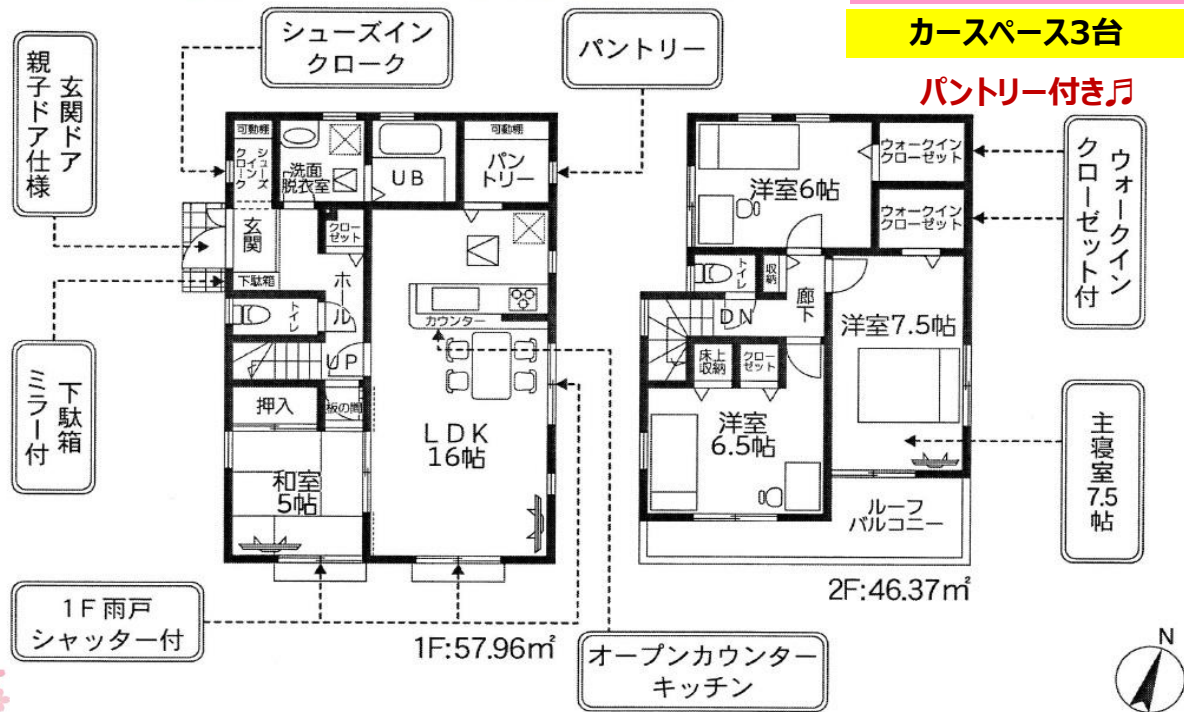 カースペース3台
パントリー付き♬
シューズイン
クローク
パントリー
玄関ドア
親子ドア仕様
下駄箱
ミラー付
1F雨戸
シャッター付
オープンカウンター
キッチン
ウォークイン
クローゼット付
主寝室7.5帖
可動棚
シューズ
イン
クローク
洗面
脱衣室
UB
可動棚
パン
トリー
玄関
クロー
ゼット
下駄箱
ホール
トイレ
カウンター
UP
押入
板の間
LDK
16帖
和室
5帖
1F:57.96㎡
洋室6帖
ウォークイン
クローゼット
ウォークイン
クローゼット
トイレ
収納
廊下
DN
洋室7.5帖
床上
収納
クロー
ゼット
洋室
6.5帖
ルーフ
バルコニー
2F:46.37㎡
N